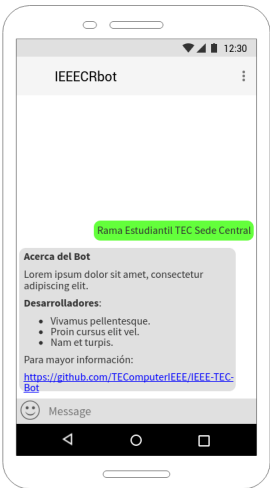 12:30
IEEECRbot
Rama Estudiantil TEC Sede Central
Acerca del Bot
Lorem ipsum dolor sit amet, consectetur
adipiscing elit.
Desarrolladores:
• Vivamus pellentesque.
• Proin cursus elit vel.
• Nam et turpis.
Para mayor información:
https://github.com/TEComputerIEEE/IEEE-TEC-
Bot
Message